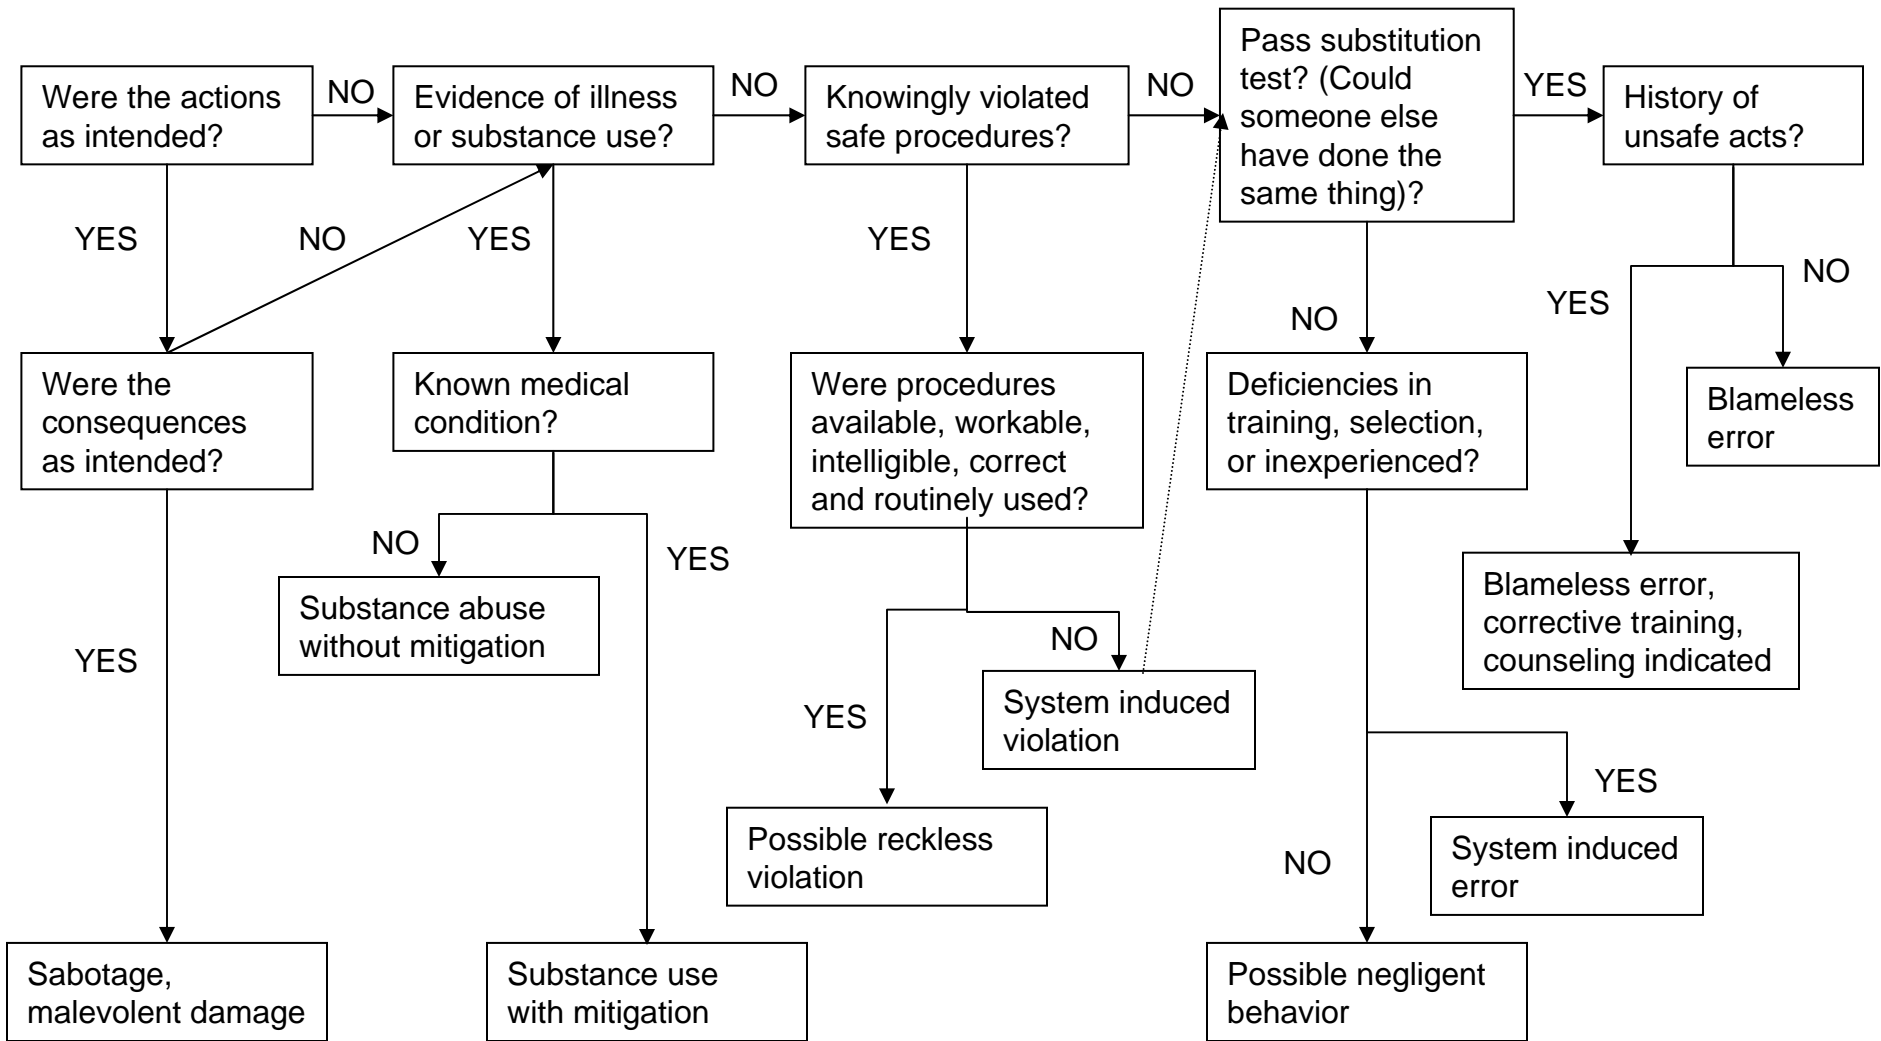 Were the actions
as intended?
NO
Evidence of illness
or substance use?
NO
Knowingly violated
safe procedures?
NO
Pass substitution
test? (Could
someone else
have done the
same thing)?
YES
History of
unsafe acts?
YES
NO
YES
YES
NO
YES
NO
Were the
consequences
as intended?
Known medical
condition?
Were procedures
available, workable,
intelligible, correct
and routinely used?
Deficiencies in
training, selection,
or inexperienced?
Blameless
error
NO
YES
Substance abuse
without mitigation
Blameless error,
corrective training,
counseling indicated
YES
NO
YES
System induced
violation
YES
Possible reckless
violation
NO
System induced
error
Sabotage,
malevolent damage
Substance use
with mitigation
Possible negligent
behavior